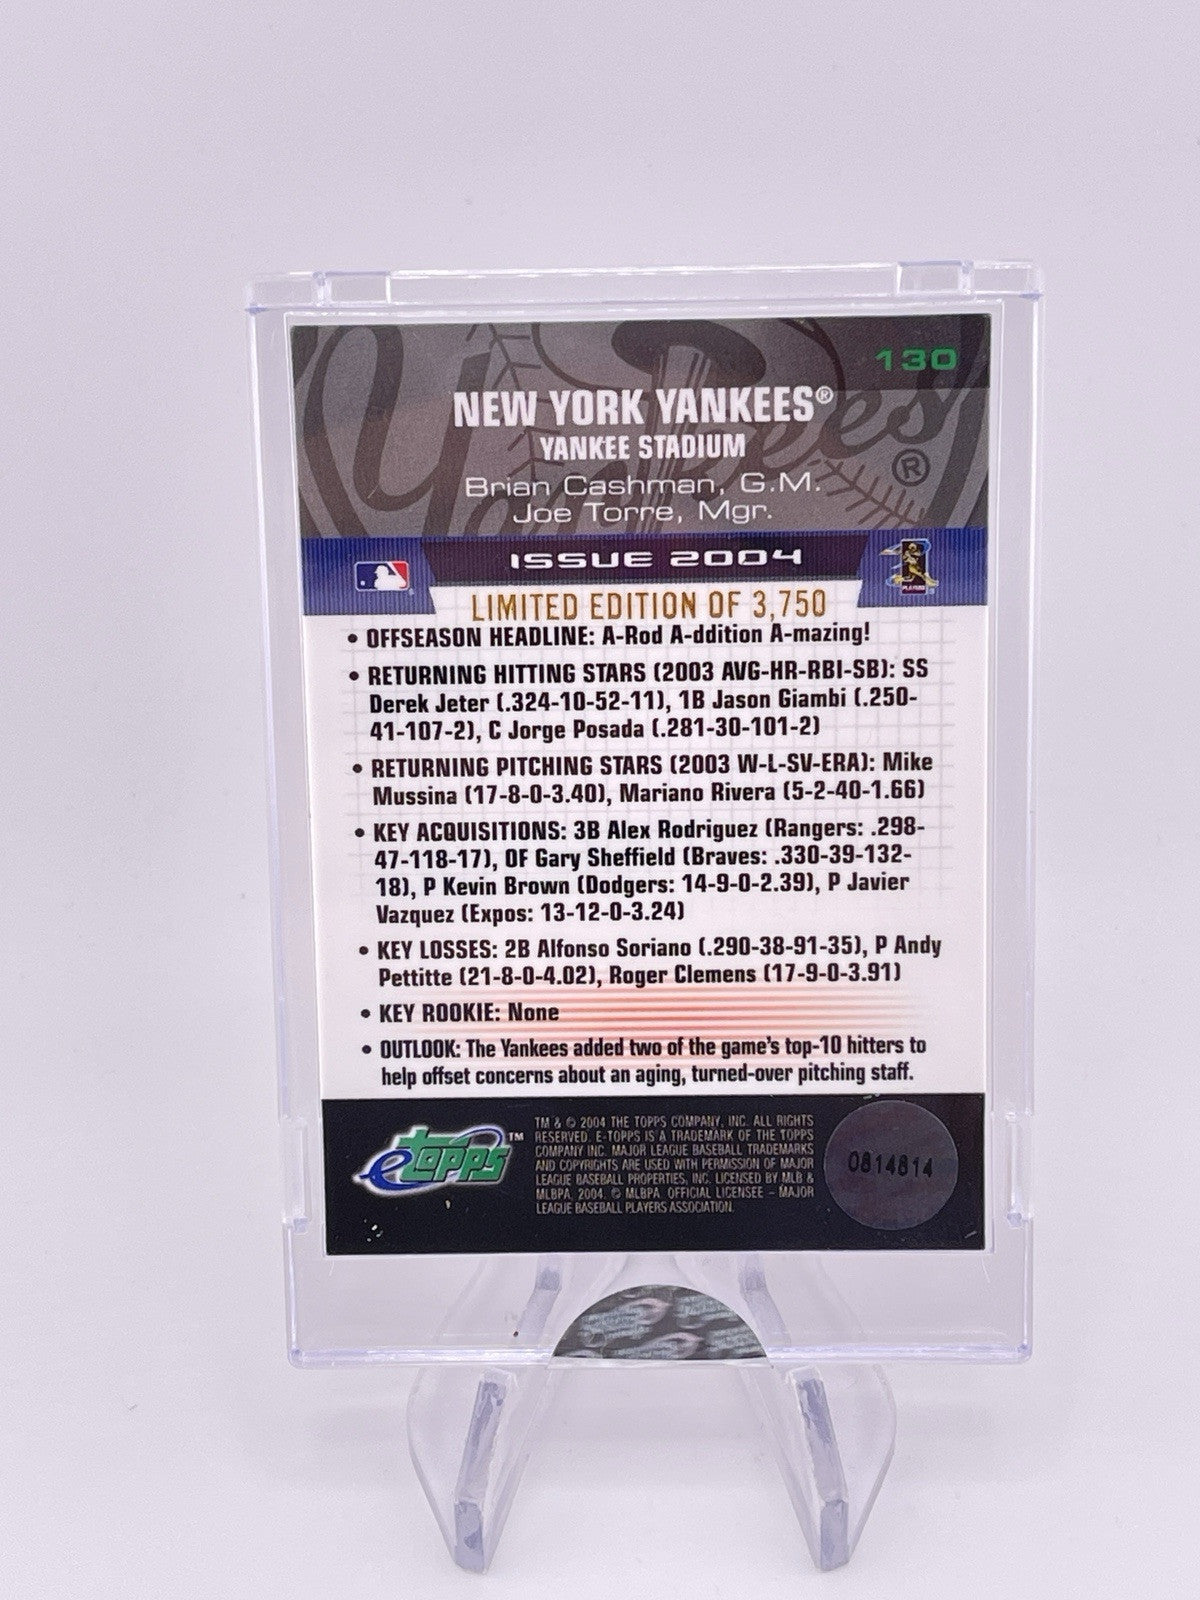 130
NEW YORK YANKEES®
YANKEE STADIUM
Brian Cashman, G.M.
Joe Torre, Mgr.
Yankees
®
ISSUE 2004
PLAYERS
LIMITED EDITION OF 3,750
• OFFSEASON HEADLINE: A-Rod A-ddition A-mazing!
• RETURNING HITTING STARS (2003 AVG-HR-RBI-SB): SS
Derek Jeter (.324-10-52-11), 1B Jason Giambi (.250-
41-107-2), C Jorge Posada (.281-30-101-2)
• RETURNING PITCHING STARS (2003 W-L-SV-ERA): Mike
Mussina (17-8-0-3.40), Mariano Rivera (5-2-40-1.66)
• KEY ACQUISITIONS: 3B Alex Rodriguez (Rangers: .298-
47-118-17), OF Gary Sheffield (Braves: .330-39-132-
18), P Kevin Brown (Dodgers: 14-9-0-2.39), P Javier
Vazquez (Expos: 13-12-0-3.24)
• KEY LOSSES: 2B Alfonso Soriano (.290-38-91-35), P Andy
Pettitte (21-8-0-4.02), Roger Clemens (17-9-0-3.91)
• KEY ROOKIE: None
• OUTLOOK: The Yankees added two of the game's top-10 hitters to
help offset concerns about an aging, turned-over pitching staff.
eTOPPS™
TM & © 2004 THE TOPPS COMPANY, INC. ALL RIGHTS
RESERVED. E-TOPPS IS A TRADEMARK OF THE TOPPS
COMPANY INC. MAJOR LEAGUE BASEBALL TRADEMARKS
AND COPYRIGHTS ARE USED WITH PERMISSION OF MAJOR
LEAGUE BASEBALL PROPERTIES, INC. LICENSED BY MLB &
MLBPA, 2004. © MLBPA OFFICIAL LICENSEE – MAJOR
LEAGUE BASEBALL PLAYERS ASSOCIATION.
0814814